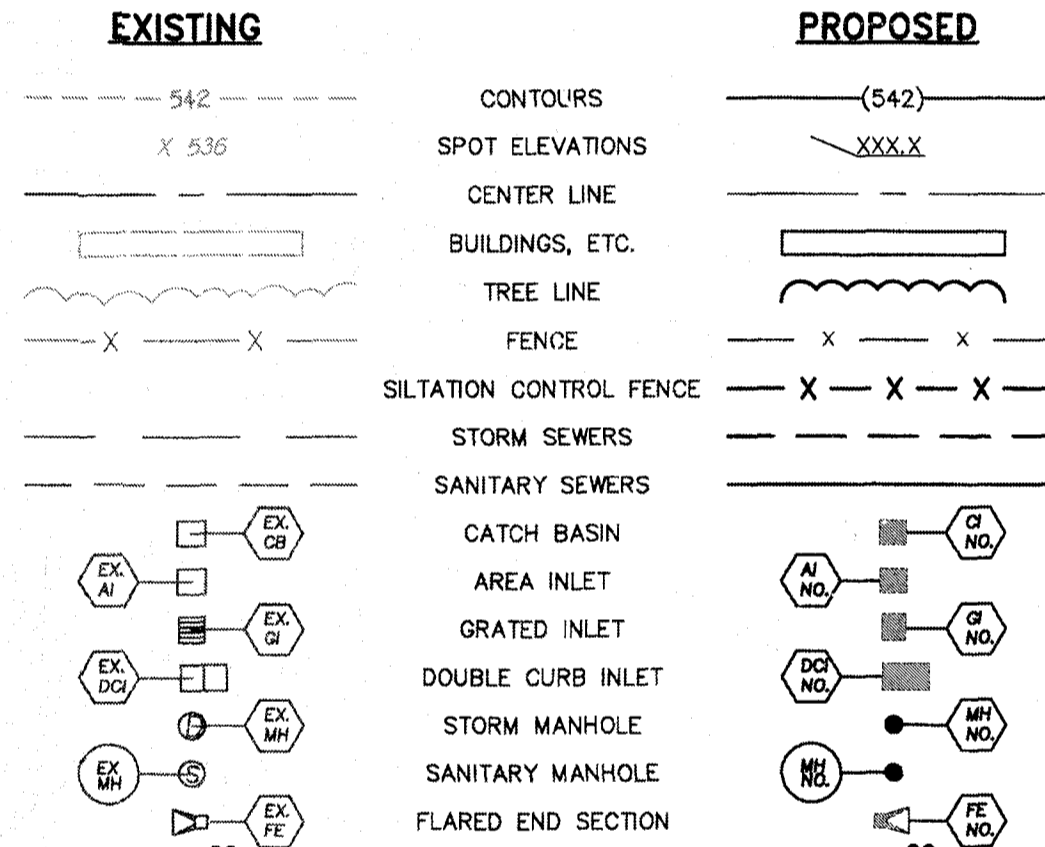 EXISTING PROPOSED
542 CONTOURS (542)
X 536 SPOT ELEVATIONS XXX.X
CENTER LINE
BUILDINGS, ETC.
TREE LINE
X X FENCE X X
SILTATION CONTROL FENCE X X X
STORM SEWERS
SANITARY SEWERS
EX. CB CATCH BASIN CI NO.
EX. AI AREA INLET AI NO.
EX. GI GRATED INLET GI NO.
EX. DCI DOUBLE CURB INLET DCI NO.
D EX. MH STORM MANHOLE MH NO.
EX MH S SANITARY MANHOLE MH NO.
EX. FE FLARED END SECTION FE NO.